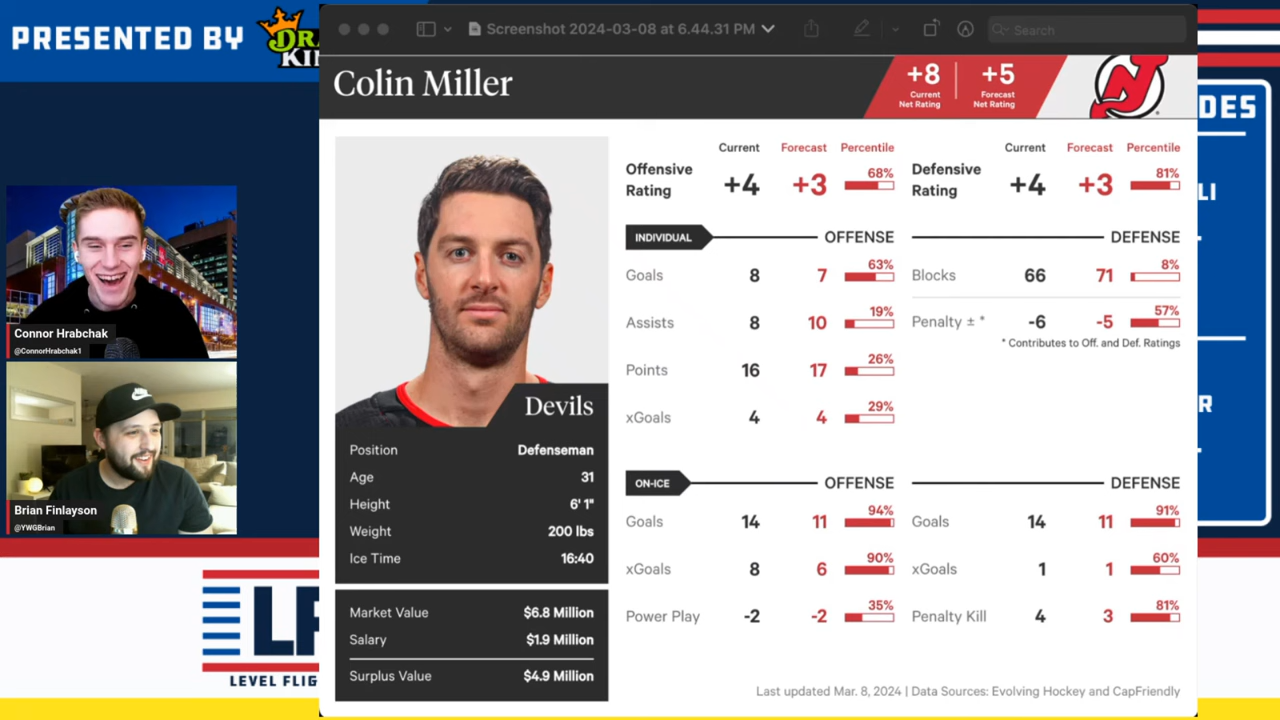 PRESENTED BY
Screenshot 2024-03-08 at 6.44.31 PM
Search
Colin Miller
+8 +5
Current Forecast
Net Rating Net Rating
Connor Hrabchak
@ConnorHrabchak1
Brian Finlayson
@YWGBrian
LEVEL FLIG
Devils
Position Defenseman
Age 31
Height 6' 1"
Weight 200 lbs
Ice Time 16:40
Market Value $6.8 Million
Salary $1.9 Million
Surplus Value $4.9 Million
Current Forecast Percentile
Offensive Rating +4 +3 68%
INDIVIDUAL OFFENSE
Goals 8 7 63%
Assists 8 10 19%
Points 16 17 26%
xGoals 4 4 29%
ON-ICE OFFENSE
Goals 14 11 94%
xGoals 8 6 90%
Power Play -2 -2 35%
Current Forecast Percentile
Defensive Rating +4 +3 81%
DEFENSE
Blocks 66 71 8%
Penalty ± * -6 -5 57%
* Contributes to Off. and Def. Ratings
DEFENSE
Goals 14 11 91%
xGoals 1 1 60%
Penalty Kill 4 3 81%
Last updated Mar. 8, 2024 | Data Sources: Evolving Hockey and CapFriendly